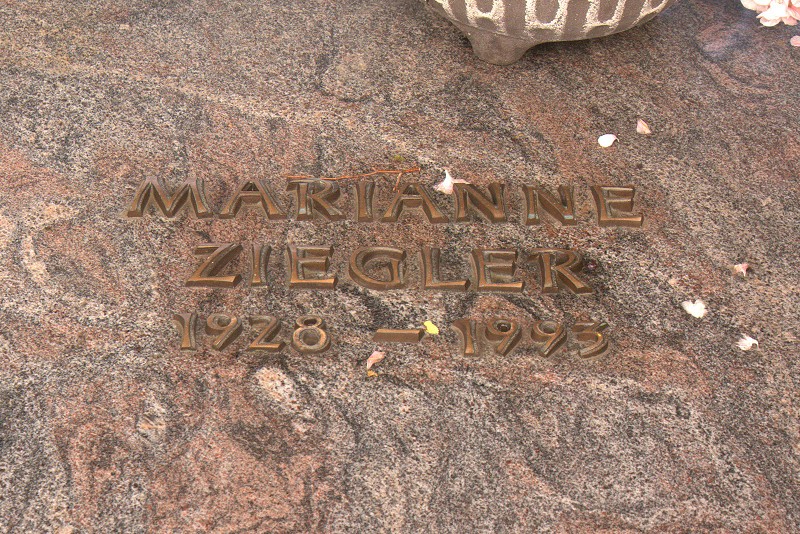 MARIANNE
ZIEGLER
1928 – 1993